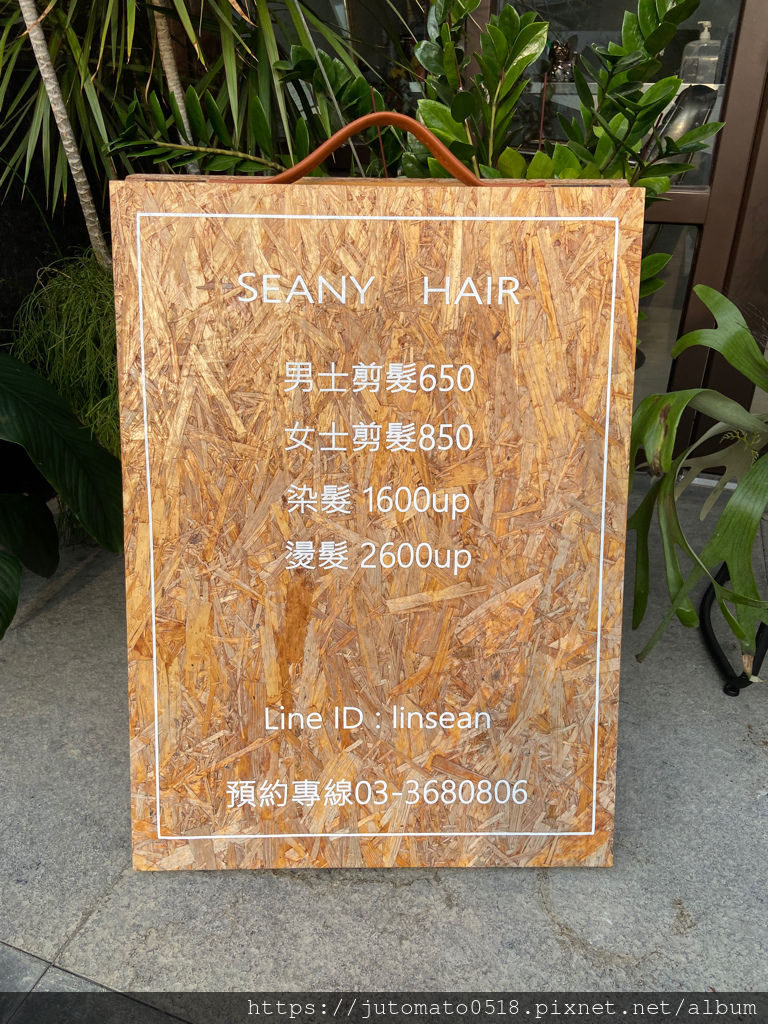 SEANY HAIR
男士剪髮650
女士剪髮850
染髮 1600up
燙髮 2600up
Line ID : linsean
預約專線03-3680806
https://jutomato0518.pixnet.net/album